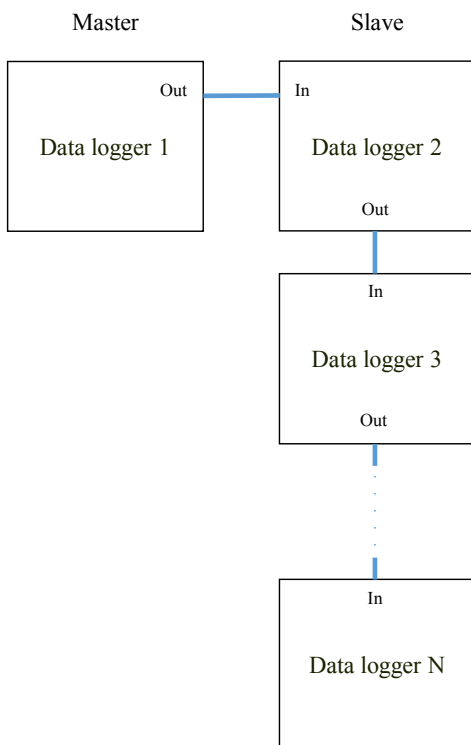 Master
Slave
Out
In
Data logger 1
Data logger 2
Out
In
Data logger 3
Out
In
Data logger N